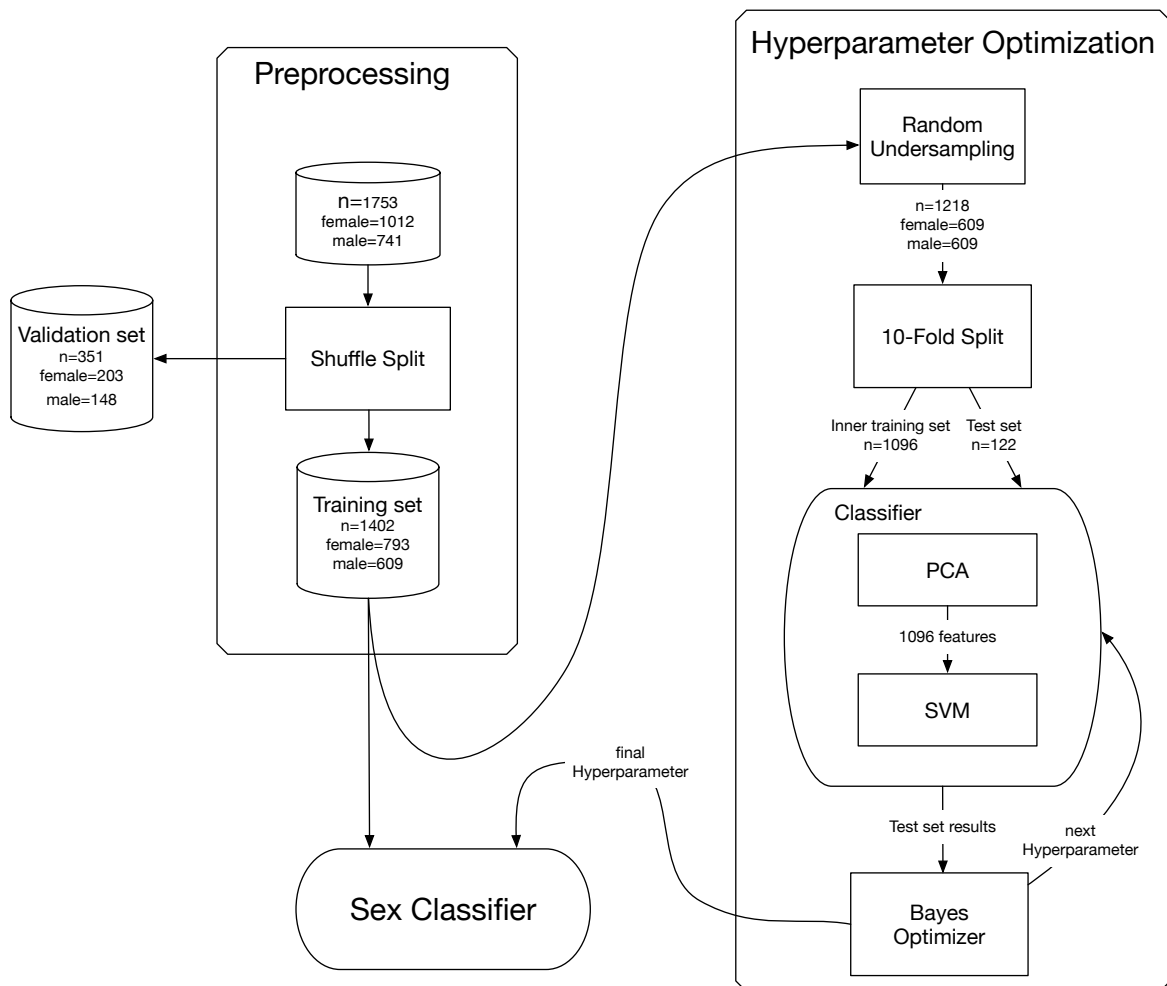 Preprocessing
n=1753
female=1012
male=741
Validation set
n=351
female=203
male=148
Shuffle Split
Training set
n=1402
female=793
male=609
Sex Classifier
final
Hyperparameter
Hyperparameter Optimization
Random
Undersampling
n=1218
female=609
male=609
10-Fold Split
Inner training set
n=1096
Test set
n=122
Classifier
PCA
1096 features
SVM
Test set results
next
Hyperparameter
Bayes
Optimizer